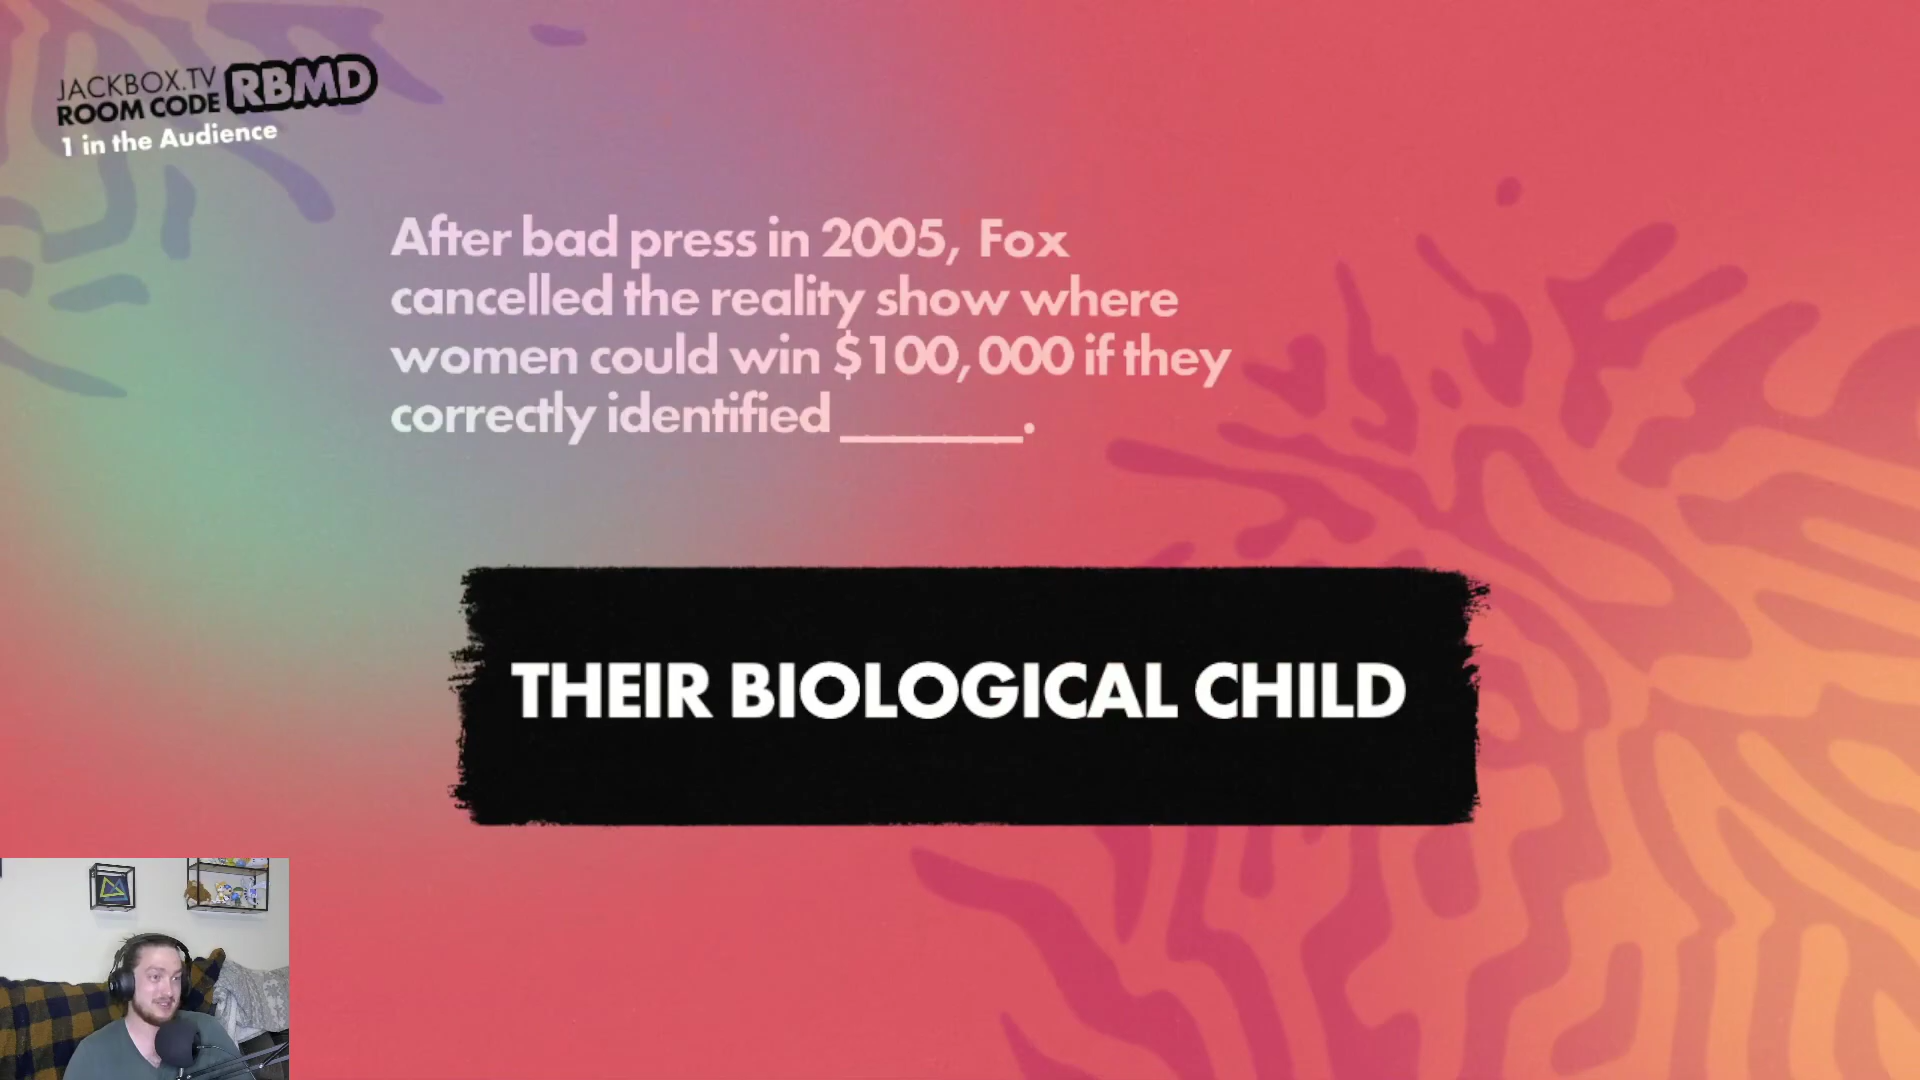 JACKBOX.TV
ROOM CODE RBMD
1 in the Audience
After bad press in 2005, Fox
cancelled the reality show where
women could win $100,000 if they
correctly identified _______.
THEIR BIOLOGICAL CHILD